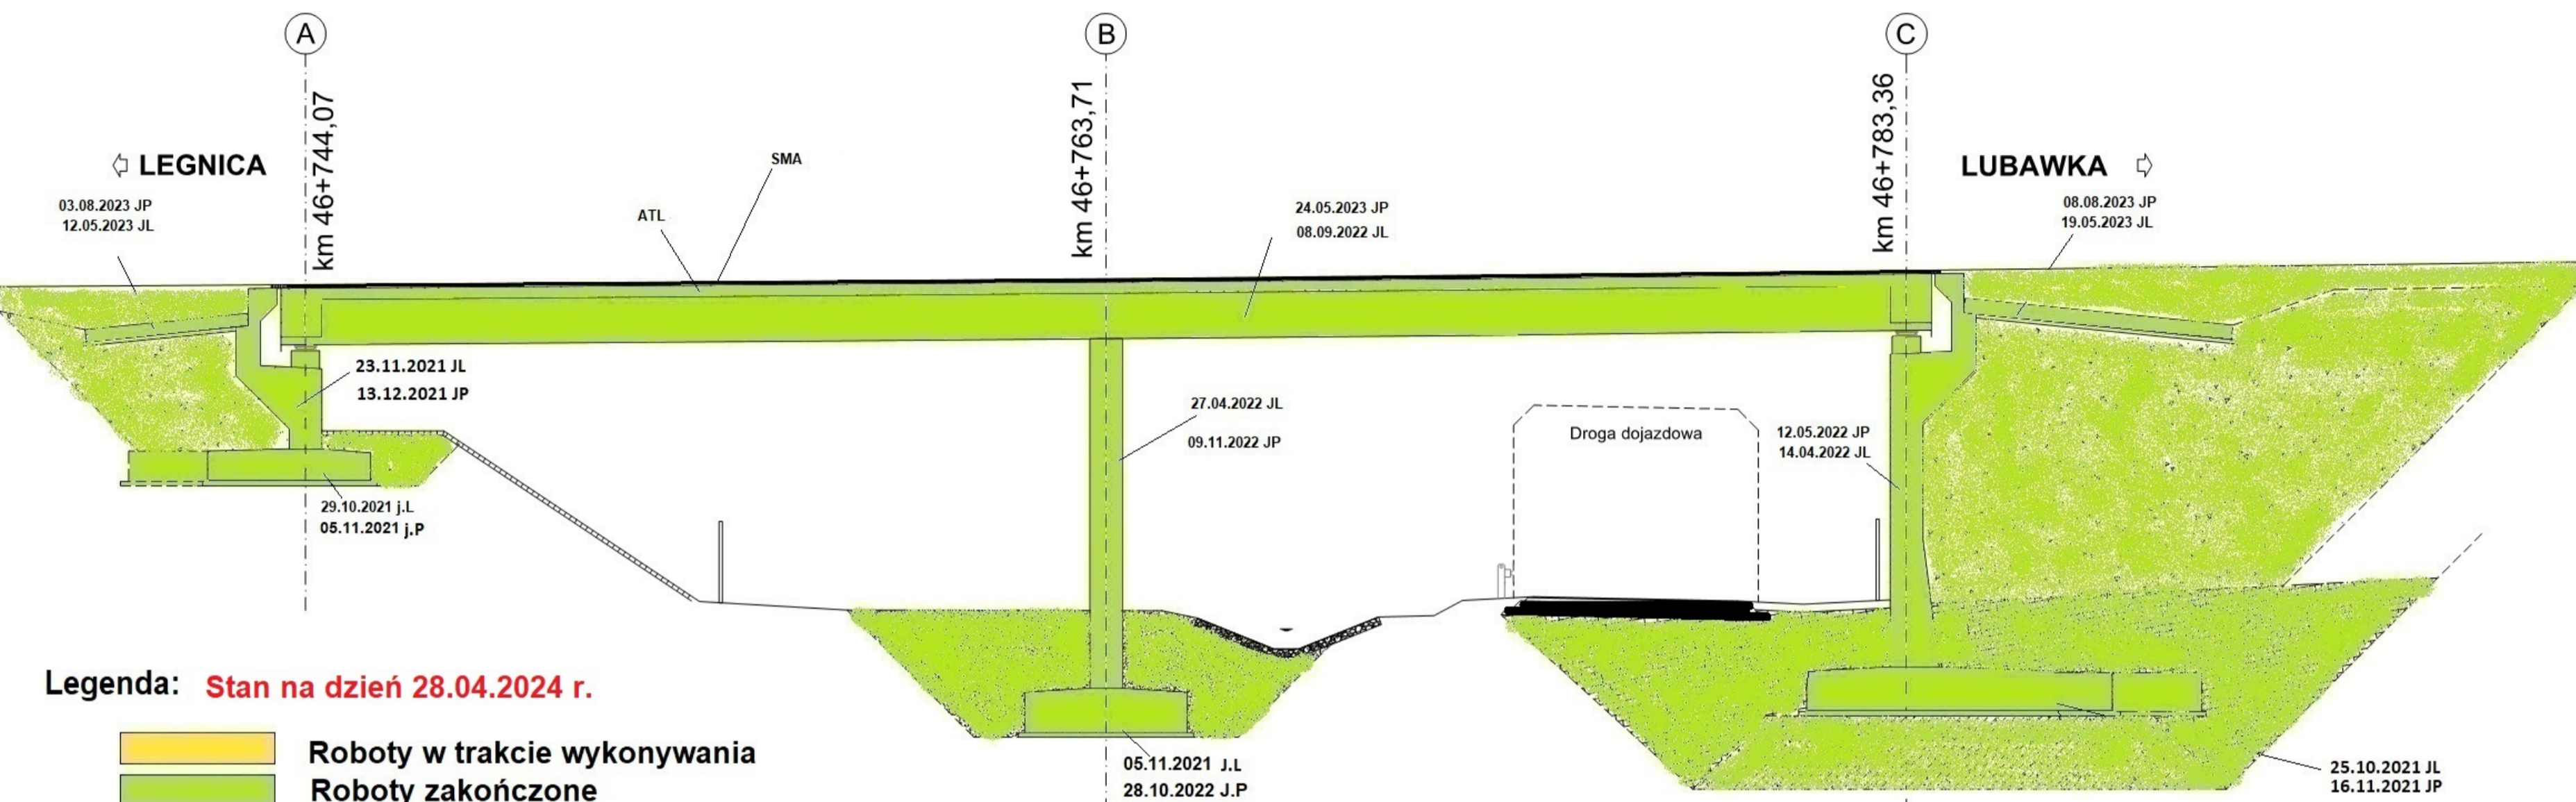 A
B
C
km 46+744,07
km 46+763,71
km 46+783,36
LEGNICA
LUBAWKA
SMA
ATL
03.08.2023 JP
12.05.2023 JL
24.05.2023 JP
08.09.2022 JL
08.08.2023 JP
19.05.2023 JL
23.11.2021 JL
13.12.2021 JP
27.04.2022 JL
09.11.2022 JP
Droga dojazdowa
12.05.2022 JP
14.04.2022 JL
29.10.2021 j.L
05.11.2021 j.P
Legenda: Stan na dzień 28.04.2024 r.
Roboty w trakcie wykonywania
Roboty zakończone
05.11.2021 J.L
28.10.2022 J.P
25.10.2021 JL
16.11.2021 JP